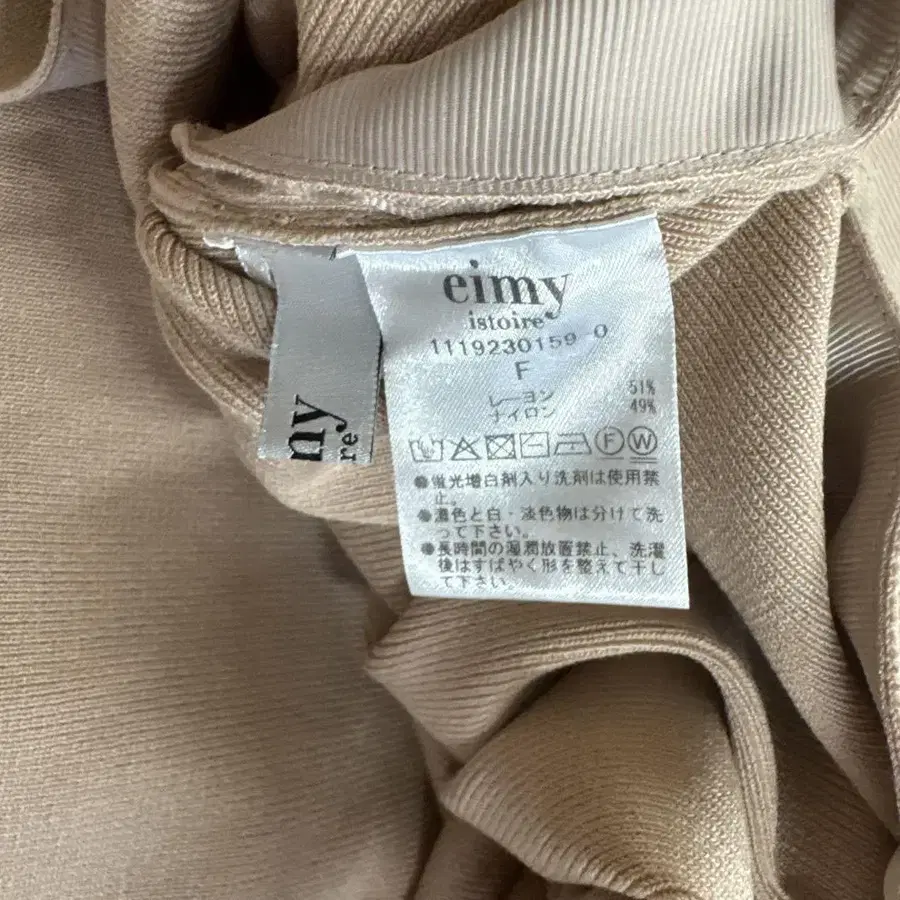 eimy
istoire
1119230159 0
F
レーヨン 51%
ナイロン 49%
F W
●蛍光増白剤入り洗剤は使用禁
止。
●濃色と白・淡色物は分けて洗
って下さい。
●長時間の湿潤放置禁止、洗濯
後はすばやく形を整えて干し
て下さい。
my
re